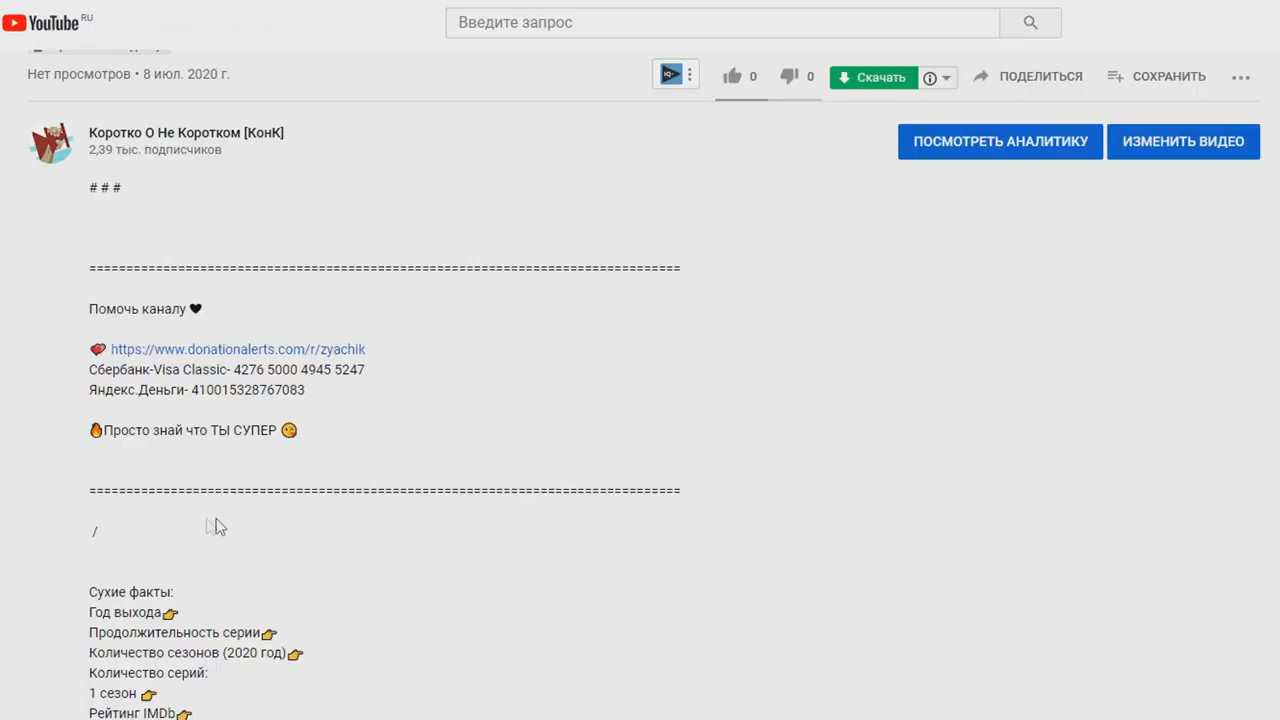 YouTube RU
Введите запрос
Нет просмотров • 8 июл. 2020 г.
IQ
0
0
Скачать
ПОДЕЛИТЬСЯ
СОХРАНИТЬ
Коротко О Не Коротком [КонК]
2,39 тыс. подписчиков
ПОСМОТРЕТЬ АНАЛИТИКУ
ИЗМЕНИТЬ ВИДЕО
# # #
================================================================================
Помочь каналу 🖤
💝 https://www.donationalerts.com/r/zyachik
Сбербанк-Visa Classic- 4276 5000 4945 5247
Яндекс.Деньги- 410015328767083
🔥Просто знай что ТЫ СУПЕР 😘
================================================================================
/
Сухие факты:
Год выхода👉
Продолжительность серии👉
Количество сезонов (2020 год)👉
Количество серий:
1 сезон 👉
Рейтинг IMDb👉